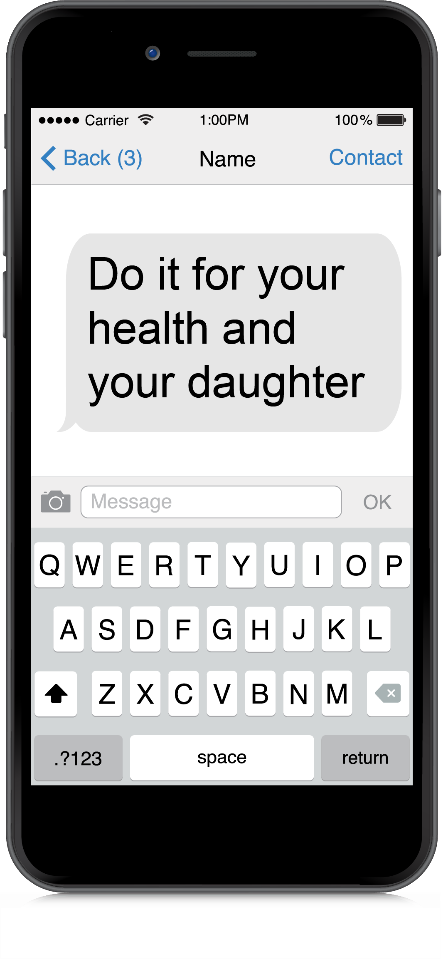 Carrier 1:00PM 100%
Back (3) Name Contact
Do it for your
health and
your daughter
Message OK
Q W E R T Y U I O P
A S D F G H J K L
Z X C V B N M
.?123 space return